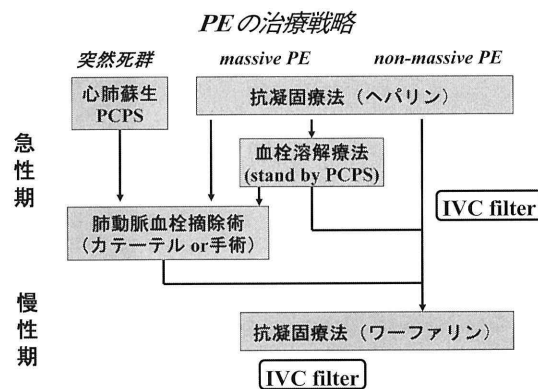 PEの治療戦略
突然死群 massive PE non-massive PE
心肺蘇生
PCPS
抗凝固療法（ヘパリン）
急性期
血栓溶解療法
(stand by PCPS)
IVC filter
肺動脈血栓摘除術
（カテーテル or手術）
慢性期
抗凝固療法（ワーファリン）
IVC filter